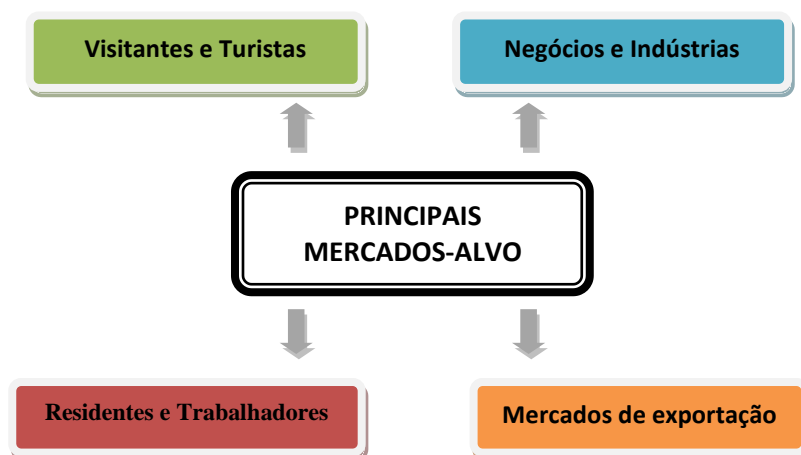 Visitantes e Turistas
Negócios e Indústrias
PRINCIPAIS
MERCADOS-ALVO
Residentes e Trabalhadores
Mercados de exportação